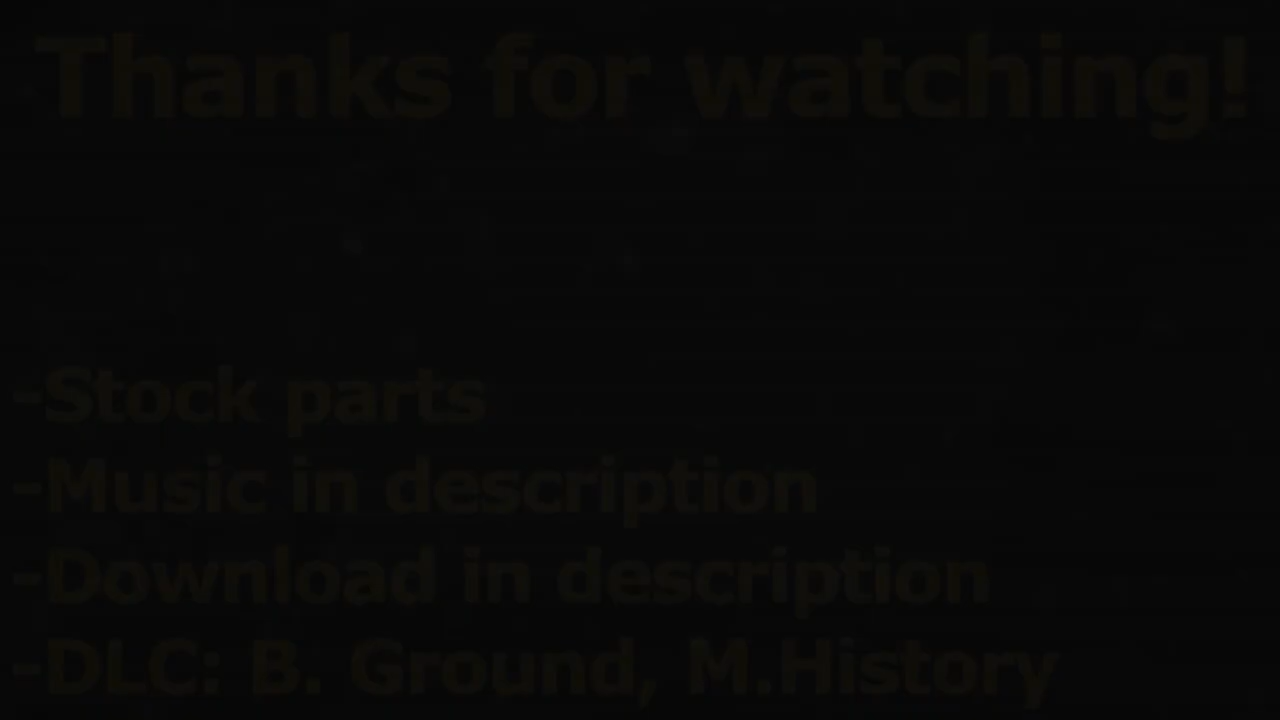 Thanks for watching!
-Stock parts
-Music in description
-Download in description
-DLC: B. Ground, M.History